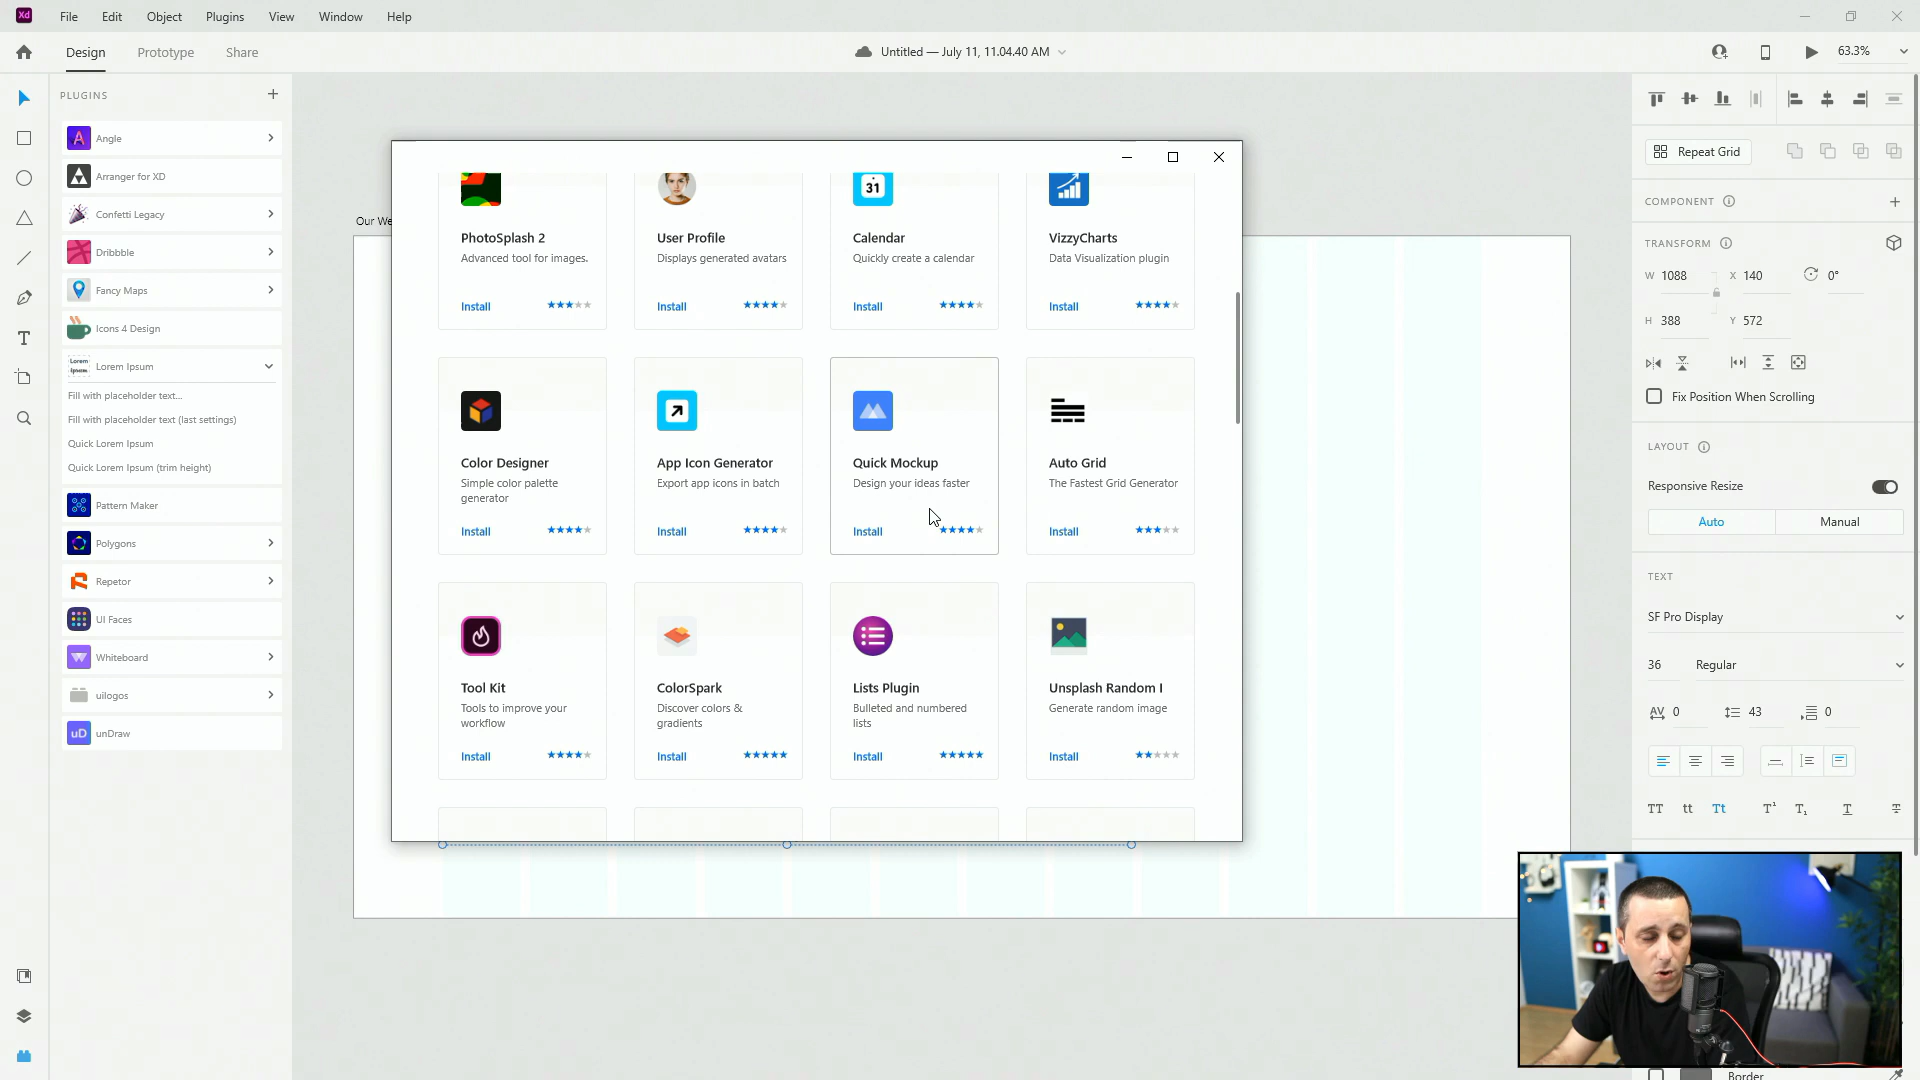 Xd File Edit Object Plugins View Window Help
Design Prototype Share
Untitled — July 11, 11.04.40 AM
63.3%
PLUGINS
Angle
Arranger for XD
Confetti Legacy
Dribbble
Fancy Maps
Icons 4 Design
Lorem Ipsum
Lorem Ipsum
Fill with placeholder text...
Fill with placeholder text (last settings)
Quick Lorem Ipsum
Quick Lorem Ipsum (trim height)
Pattern Maker
Polygons
Repetor
UI Faces
Whiteboard
uilogos
uD unDraw
Our We
31
PhotoSplash 2
Advanced tool for images.
Install
User Profile
Displays generated avatars
Install
Calendar
Quickly create a calendar
Install
VizzyCharts
Data Visualization plugin
Install
Color Designer
Simple color palette
generator
Install
App Icon Generator
Export app icons in batch
Install
Quick Mockup
Design your ideas faster
Install
Auto Grid
The Fastest Grid Generator
Install
Tool Kit
Tools to improve your
workflow
Install
ColorSpark
Discover colors &
gradients
Install
Lists Plugin
Bulleted and numbered
lists
Install
Unsplash Random I
Generate random image
Install
Repeat Grid
COMPONENT
TRANSFORM
W 1088 X 140 0°
H 388 Y 572
Fix Position When Scrolling
LAYOUT
Responsive Resize
Auto Manual
TEXT
SF Pro Display
36 Regular
AV 0 43 0
TT tt Tt T¹ T₁ T T
Border